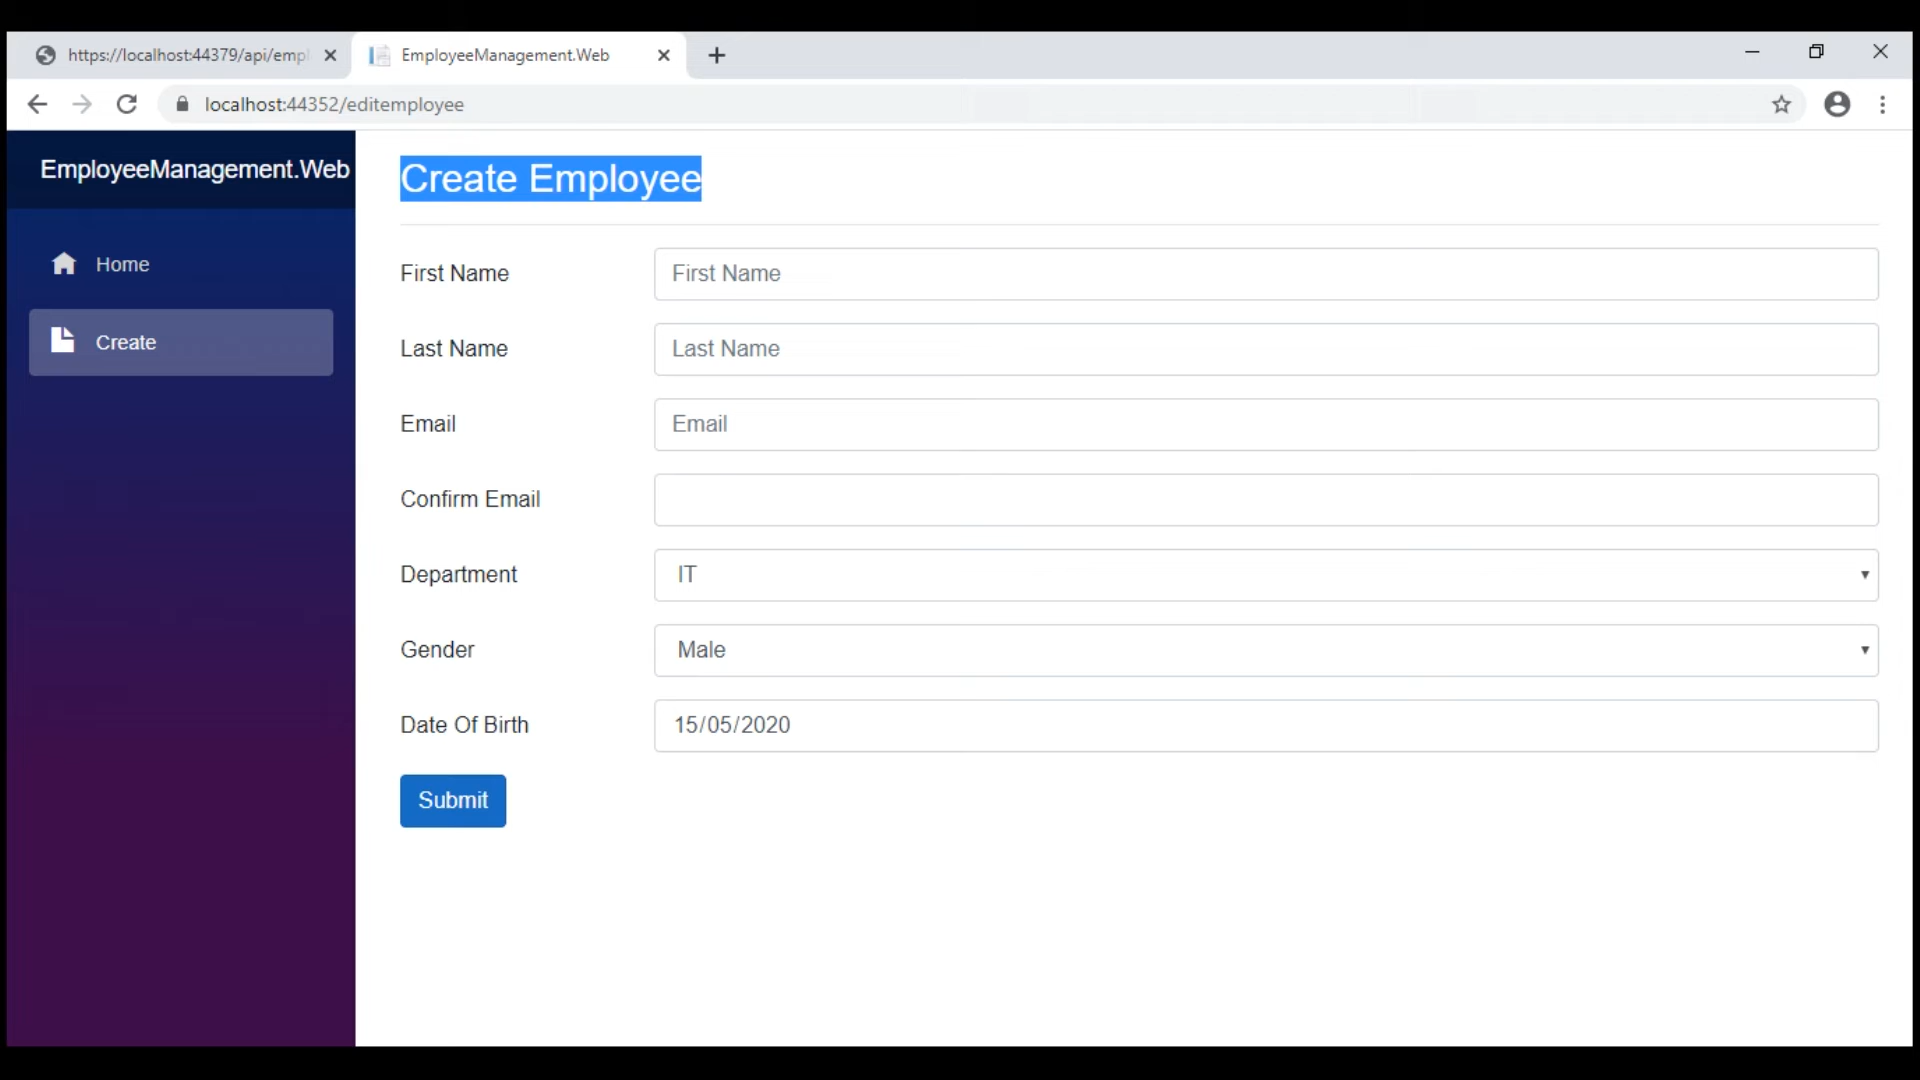 https://localhost:44379/api/empl
EmployeeManagement.Web
localhost:44352/editemployee
EmployeeManagement.Web
Home
Create
Create Employee
First Name
First Name
Last Name
Last Name
Email
Email
Confirm Email
Department
IT
Gender
Male
Date Of Birth
15/05/2020
Submit